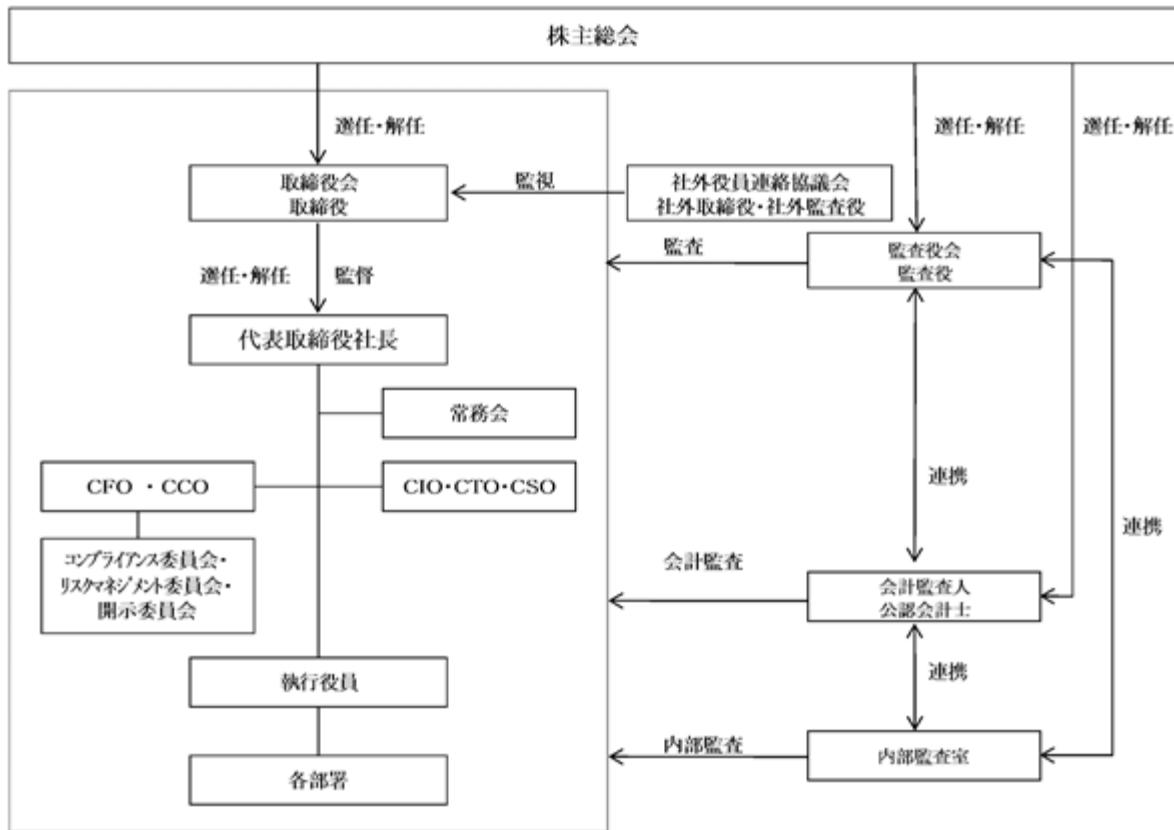 株主総会
選任・解任
選任・解任
選任・解任
取締役会
取締役
監視
社外役員連絡協議会
社外取締役・社外監査役
監査
監査役会
監査役
選任・解任
監督
代表取締役社長
常務会
CFO ・CCO
CIO・CTO・CSO
連携
連携
コンプライアンス委員会・
リスクマネジメント委員会・
開示委員会
会計監査
会計監査人
公認会計士
執行役員
連携
内部監査
内部監査室
各部署